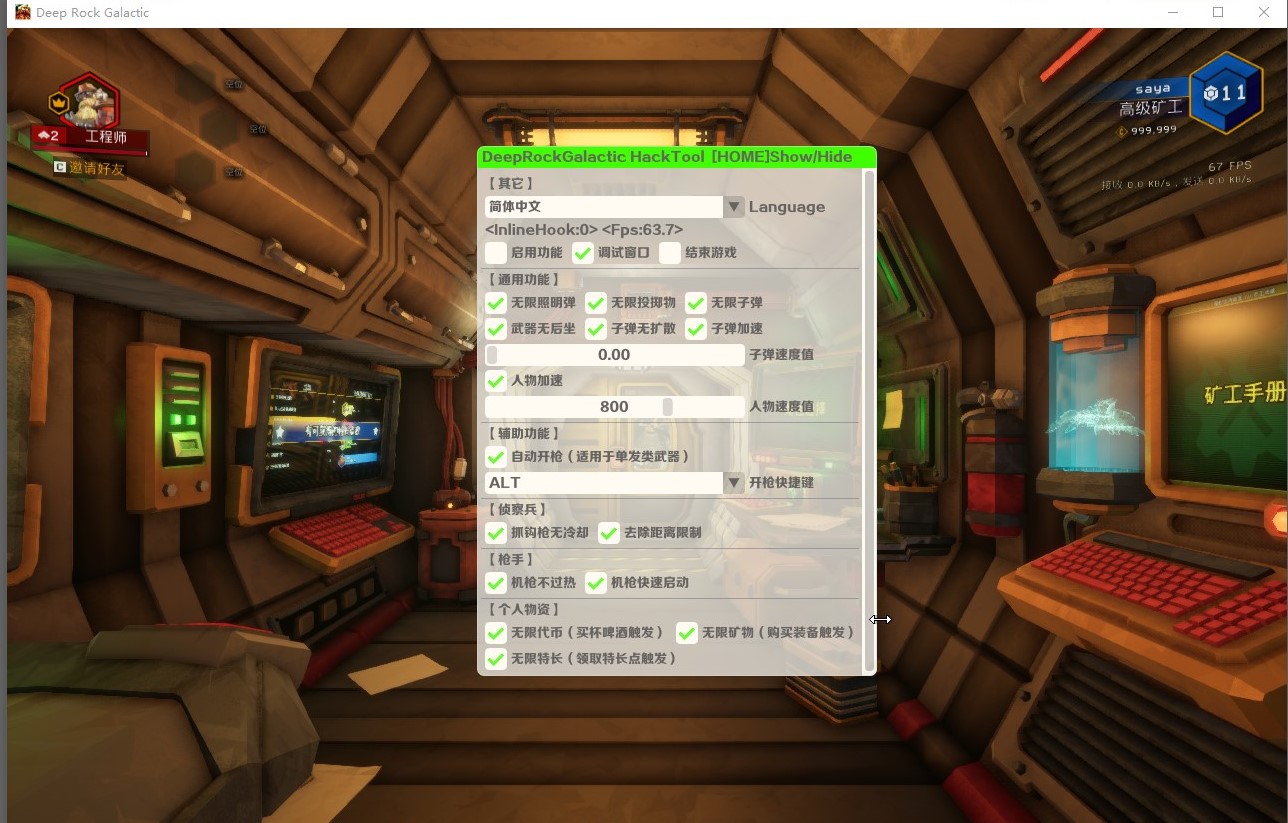 Deep Rock Galactic
空位
空位
空位
2 工程师
C 邀请好友
saya
高级矿工
999,999
11
67 FPS
接收 0.0 KB/s, 发送 0.0 KB/s
DeepRockGalactic HackTool [HOME]Show/Hide
【其它】
简体中文 Language
<InlineHook:0> <Fps:63.7>
启用功能 调试窗口 结束游戏
【通用功能】
无限照明弹 无限投掷物 无限子弹
武器无后坐 子弹无扩散 子弹加速
0.00 子弹速度值
人物加速
800 人物速度值
【辅助功能】
自动开枪（适用于单发类武器）
ALT 开枪快捷键
【侦察兵】
抓钩枪无冷却 去除距离限制
【枪手】
机枪不过热 机枪快速启动
【个人物资】
无限代币（买杯啤酒触发） 无限矿物（购买装备触发）
无限特长（领取特长点触发）
矿工手册